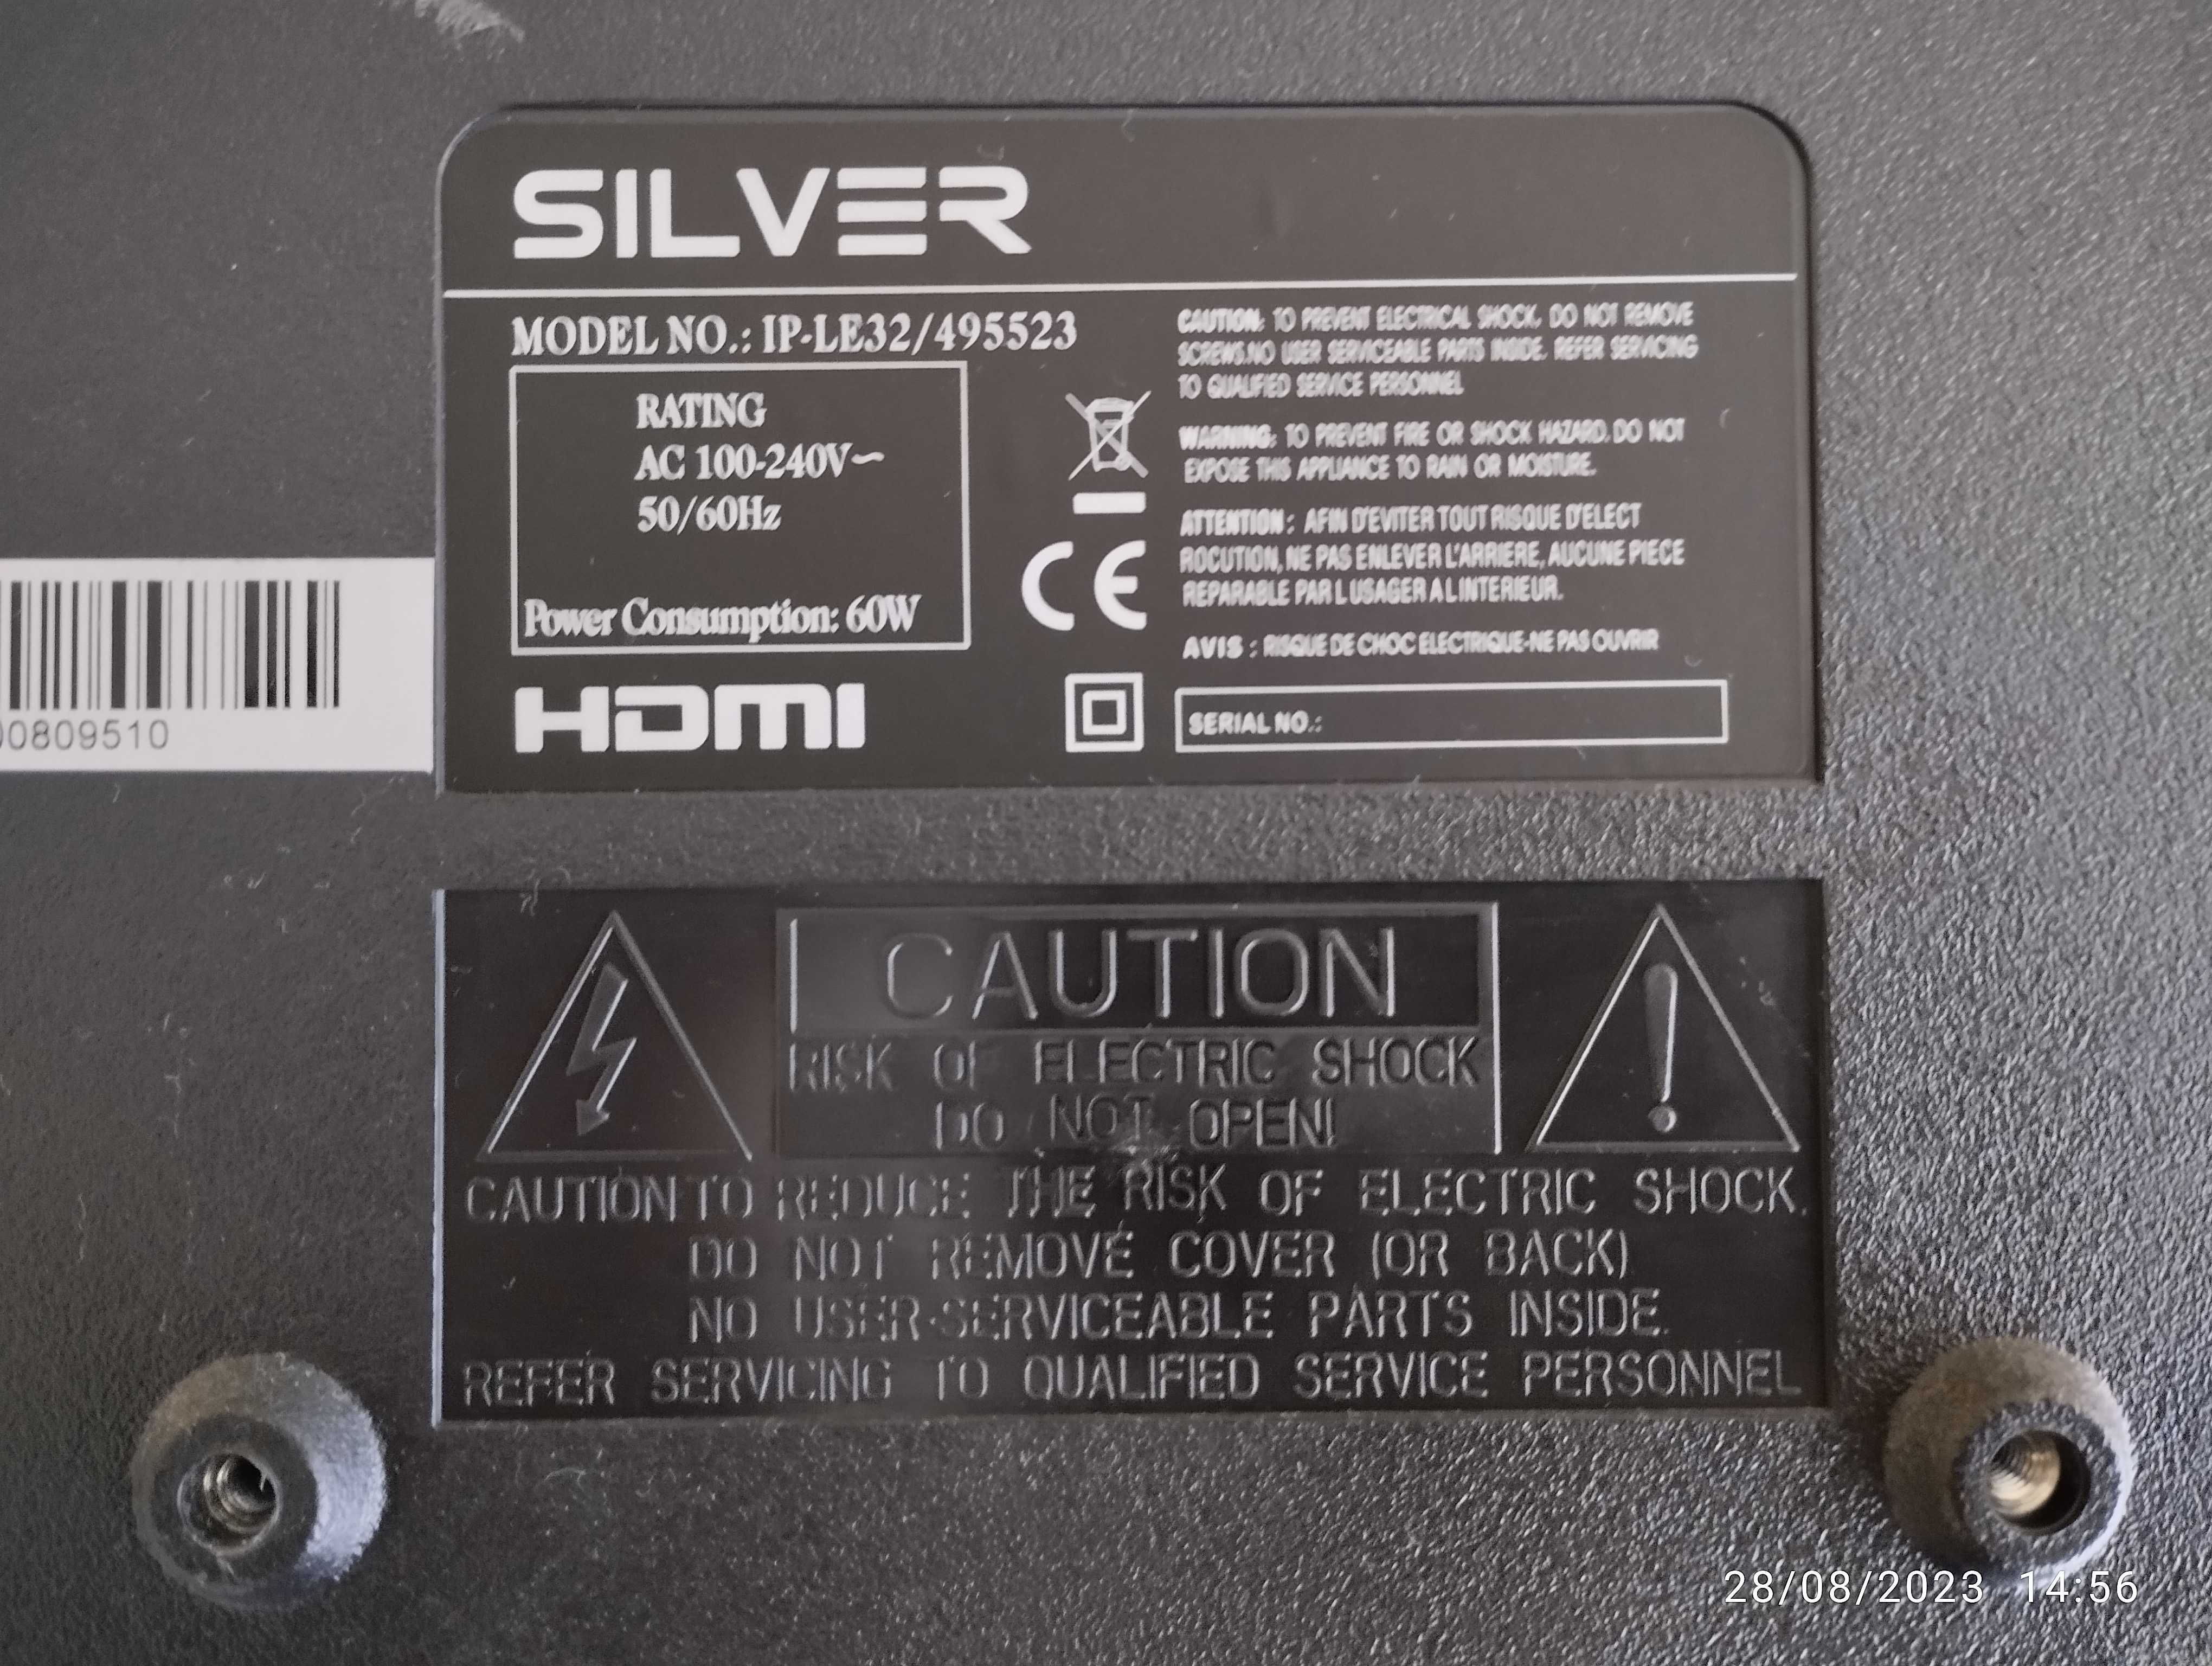 SILVER
MODEL NO.: IP-LE32/495523
RATING
AC 100-240V~
50/60Hz
Power Consumption: 60W
HDMI
CAUTION: TO PREVENT ELECTRICAL SHOCK, DO NOT REMOVE
SCREWS.NO USER SERVICEABLE PARTS INSIDE. REFER SERVICING
TO QUALIFIED SERVICE PERSONNEL
WARNING: TO PREVENT FIRE OR SHOCK HAZARD. DO NOT
EXPOSE THIS APPLIANCE TO RAIN OR MOISTURE.
ATTENTION : AFIN D'EVITER TOUT RISQUE D'ELECT
ROCUTION, NE PAS ENLEVER L'ARRIERE, AUCUNE PIECE
REPARABLE PAR L USAGER A L INTERIEUR.
AVIS : RISQUE DE CHOC ELECTRIQUE-NE PAS OUVRIR
CE
SERIAL NO.:
0809510
CAUTION
RISK OF ELECTRIC SHOCK
DO NOT OPEN!
CAUTION TO REDUCE THE RISK OF ELECTRIC SHOCK.
DO NOT REMOVE COVER (OR BACK)
NO USER-SERVICEABLE PARTS INSIDE.
REFER SERVICING TO QUALIFIED SERVICE PERSONNEL
28/08/2023 14:56